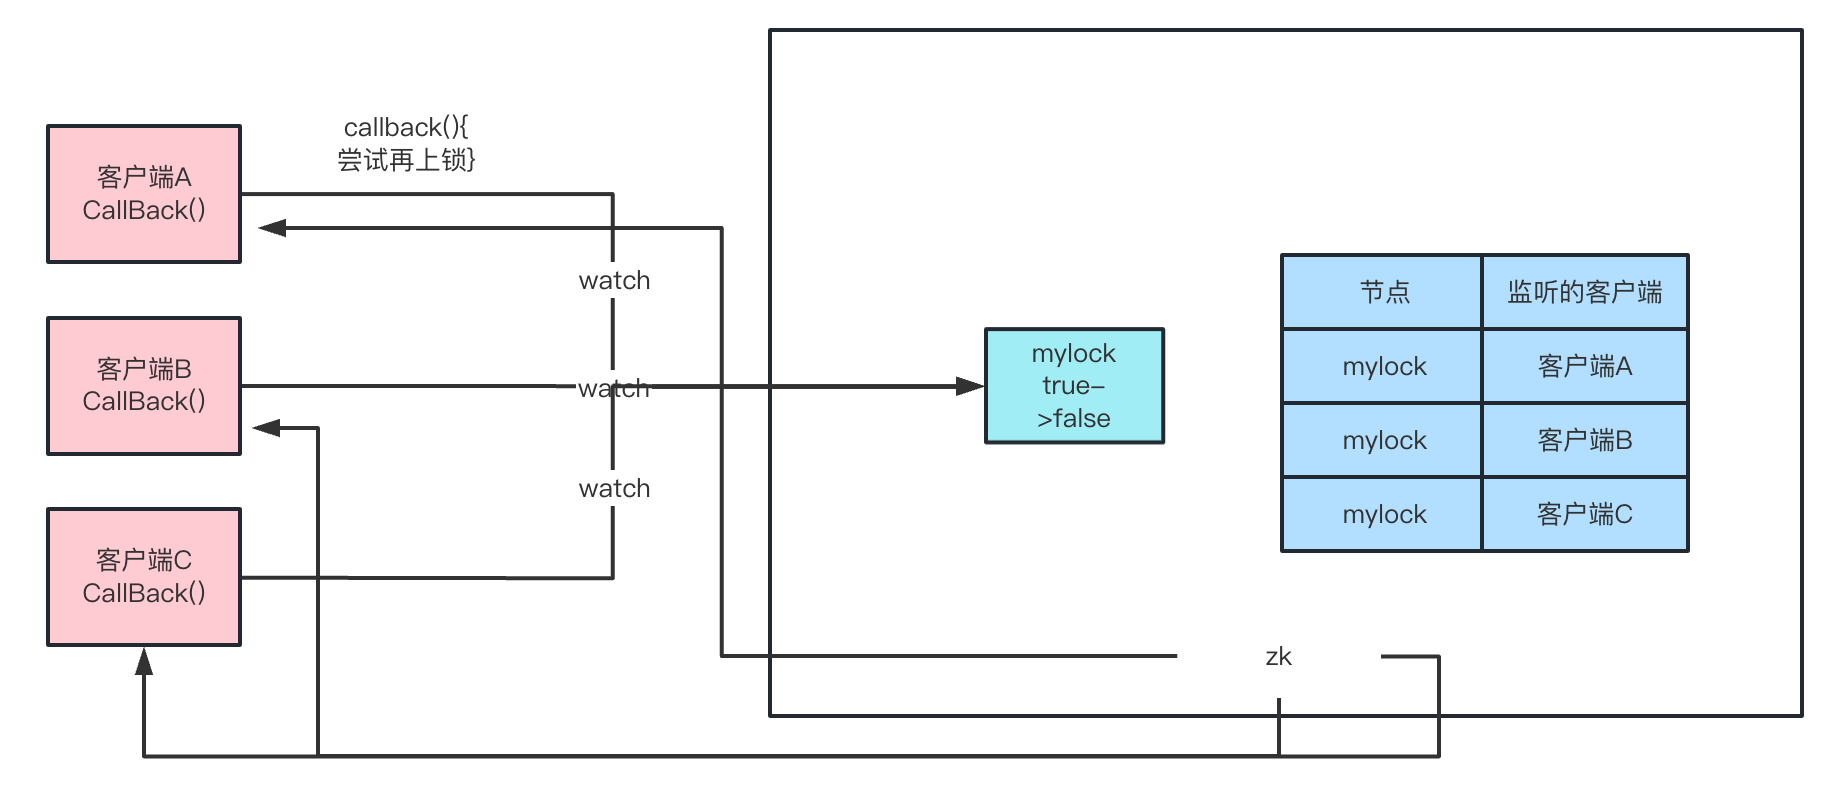 callback(){
尝试再上锁}
客户端A
CallBack()
watch
客户端B
CallBack()
watch
watch
客户端C
CallBack()
mylock
true-
>false
节点 监听的客户端
mylock 客户端A
mylock 客户端B
mylock 客户端C
zk